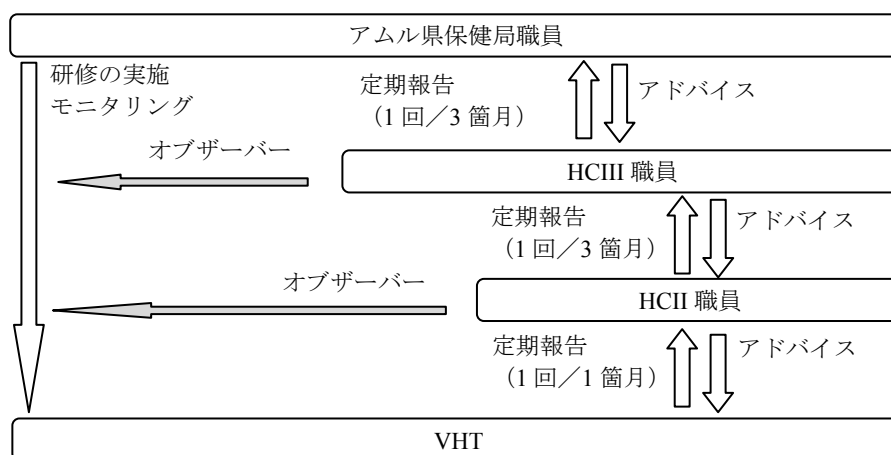 アムル県保健局職員
研修の実施
モニタリング
定期報告
（1 回／3 箇月）
アドバイス
オブザーバー
HCIII 職員
定期報告
（1 回／3 箇月）
アドバイス
オブザーバー
HCII 職員
定期報告
（1 回／1 箇月）
アドバイス
VHT